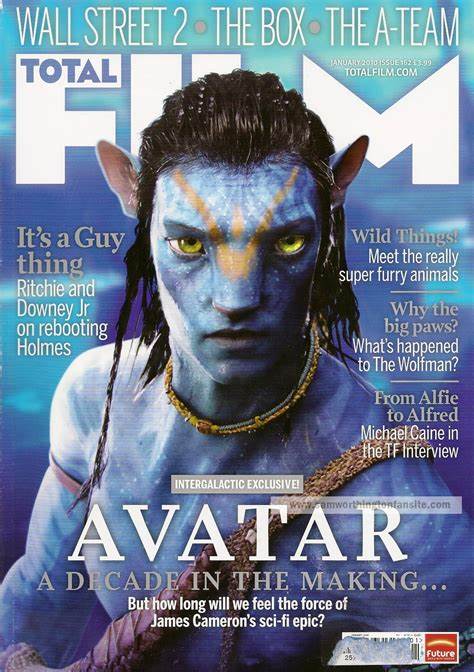 WALL STREET 2 • THE BOX • THE A-TEAM
TOTAL
FILM
JANUARY 2010 ISSUE 162 £3.99
TOTALFILM.COM
It's a Guy
thing
Ritchie and
Downey Jr
on rebooting
Holmes
Wild Things!
Meet the really
super furry animals
Why the
big paws?
What's happened
to The Wolfman?
From Alfie
to Alfred
Michael Caine in
the TF Interview
INTERGALACTIC EXCLUSIVE!
www.samworthingtonfansite.com
AVATAR
A DECADE IN THE MAKING...
But how long will we feel the force of
James Cameron's sci-fi epic?
Future